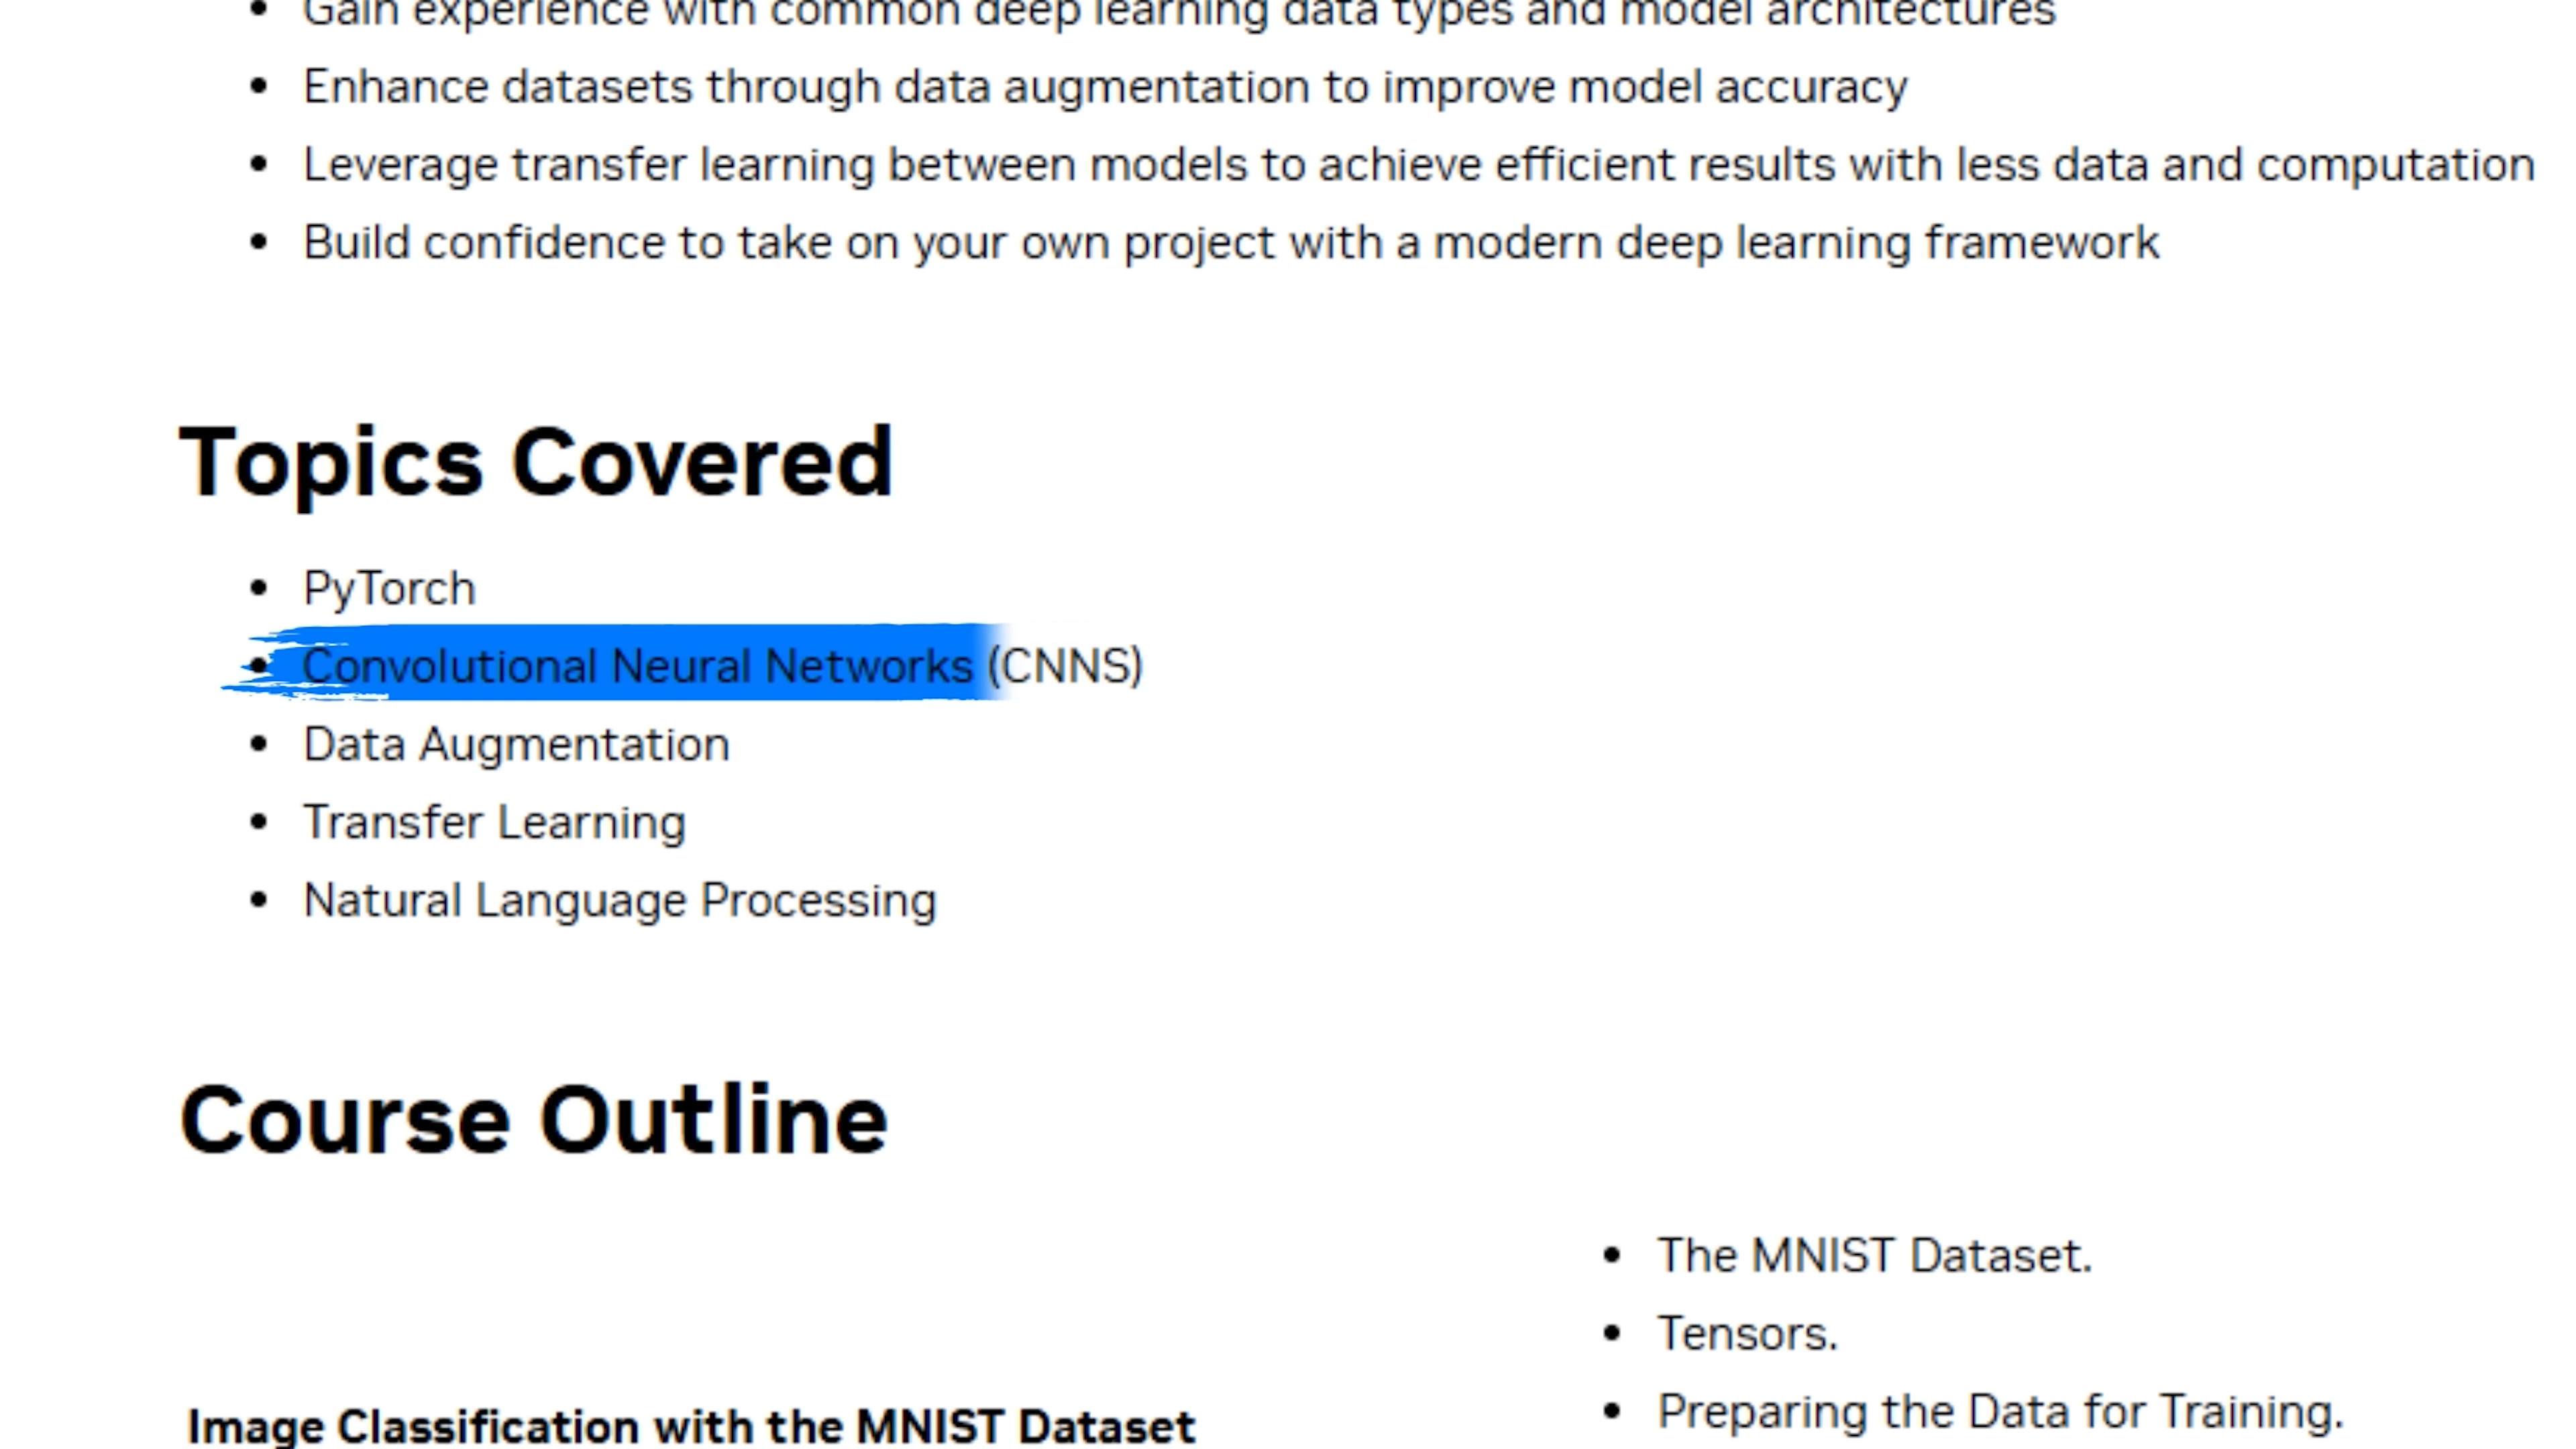 Gain experience with common deep learning data types and model architectures
Enhance datasets through data augmentation to improve model accuracy
Leverage transfer learning between models to achieve efficient results with less data and computation
Build confidence to take on your own project with a modern deep learning framework
Topics Covered
PyTorch
Convolutional Neural Networks (CNNS)
Data Augmentation
Transfer Learning
Natural Language Processing
Course Outline
The MNIST Dataset.
Tensors.
Preparing the Data for Training.
Image Classification with the MNIST Dataset